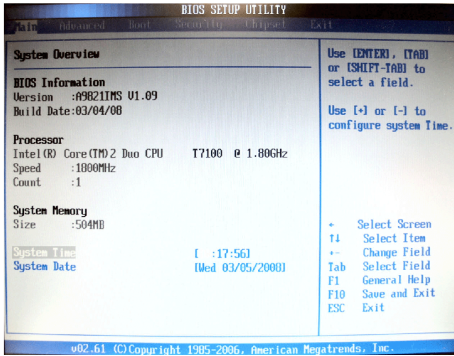 BIOS SETUP UTILITY
Main Advanced Boot Security Chipset Exit
System Overview
BIOS Information
Version :A9821IMS V1.09
Build Date:03/04/08
Processor
Intel(R) Core(TM)2 Duo CPU T7100 @ 1.80GHz
Speed :1800MHz
Count :1
System Memory
Size :504MB
System Time [ :17:56]
System Date [Wed 03/05/2008]
Use [ENTER], [TAB]
or [SHIFT-TAB] to
select a field.
Use [+] or [-] to
configure system Time.
← Select Screen
↑↓ Select Item
+- Change Field
Tab Select Field
F1 General Help
F10 Save and Exit
ESC Exit
v02.61 (C)Copyright 1985-2006, American Megatrends, Inc.